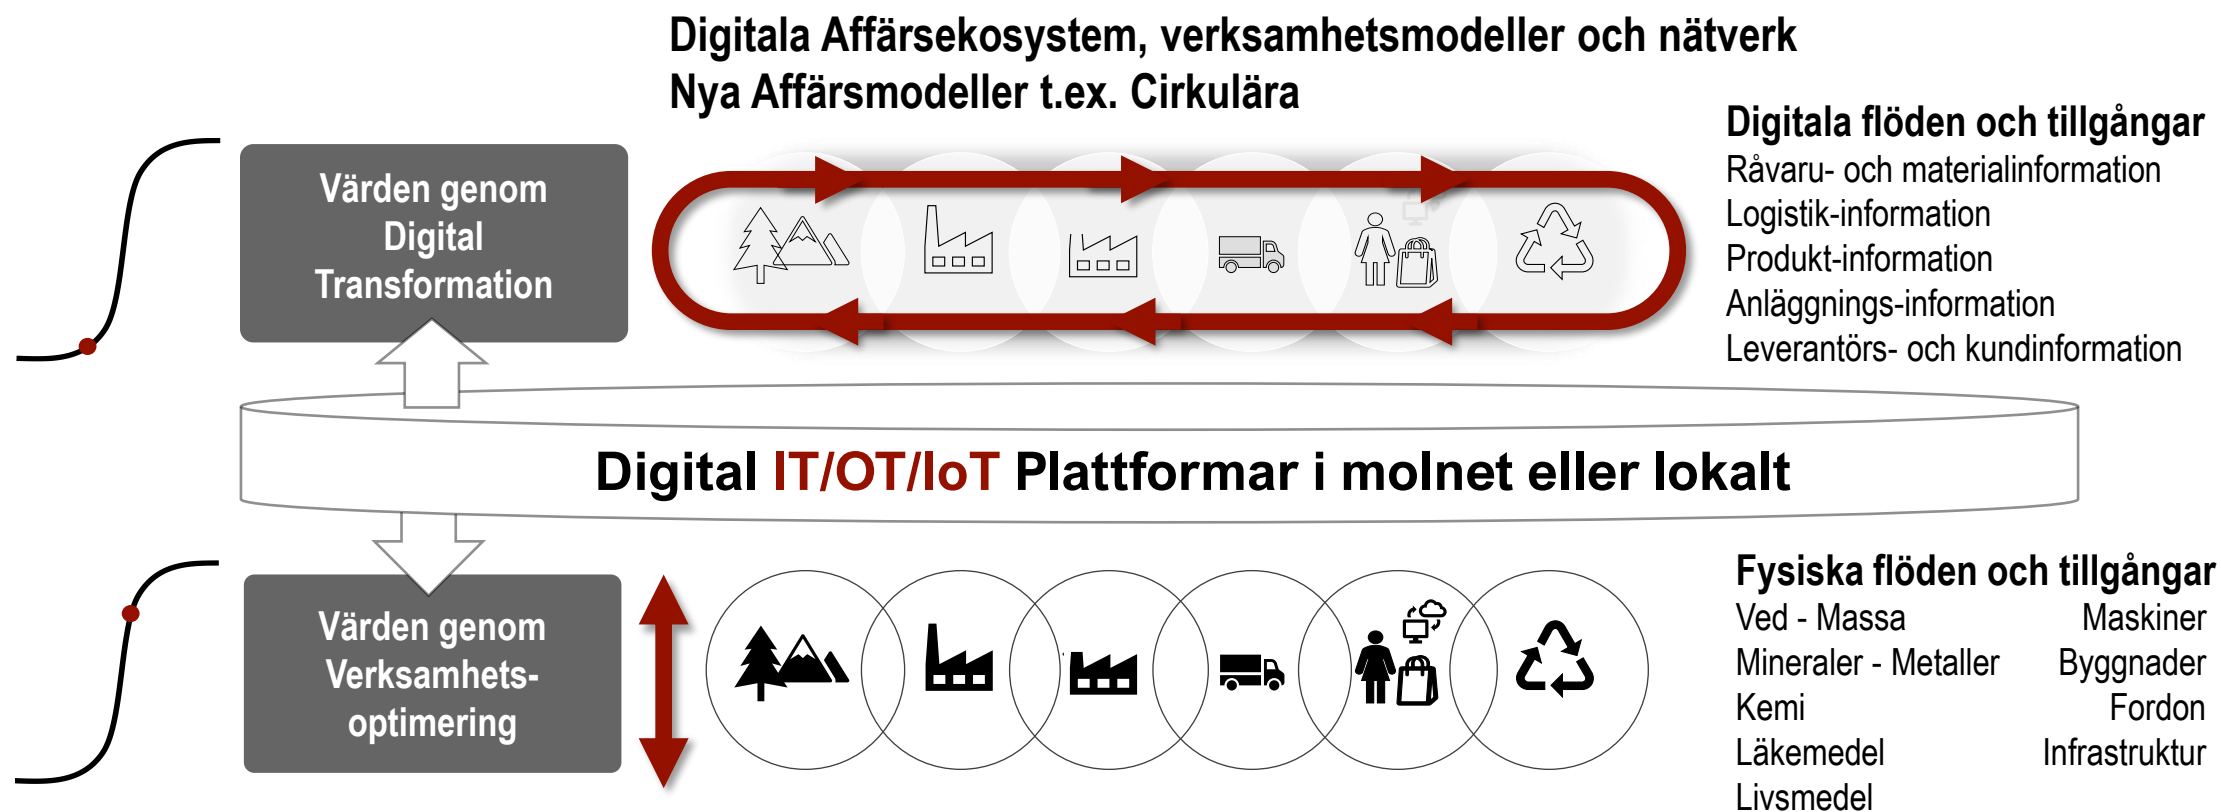 Digitala Affärsekosystem, verksamhetsmodeller och nätverk
Nya Affärsmodeller t.ex. Cirkulära
Värden genom
Digital
Transformation
Digitala flöden och tillgångar
Råvaru- och materialinformation
Logistik-information
Produkt-information
Anläggnings-information
Leverantörs- och kundinformation
Digital IT/OT/IoT Plattformar i molnet eller lokalt
Värden genom
Verksamhets-
optimering
Fysiska flöden och tillgångar
Ved - Massa Maskiner
Mineraler - Metaller Byggnader
Kemi Fordon
Läkemedel Infrastruktur
Livsmedel